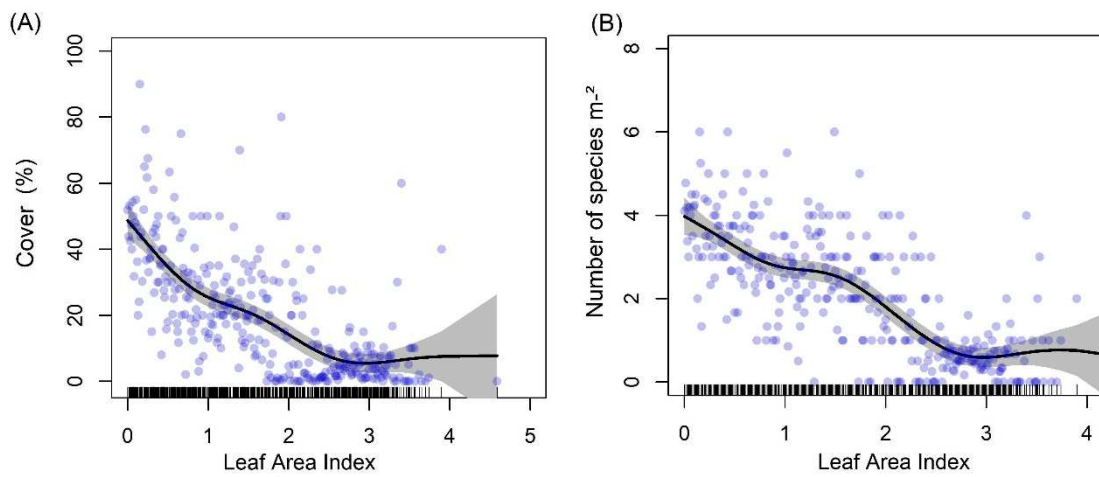 (A)
Cover (%)
100
80
60
40
20
0
0 1 2 3 4 5
Leaf Area Index
(B)
Number of species m-²
8
6
4
2
0
0 1 2 3 4
Leaf Area Index